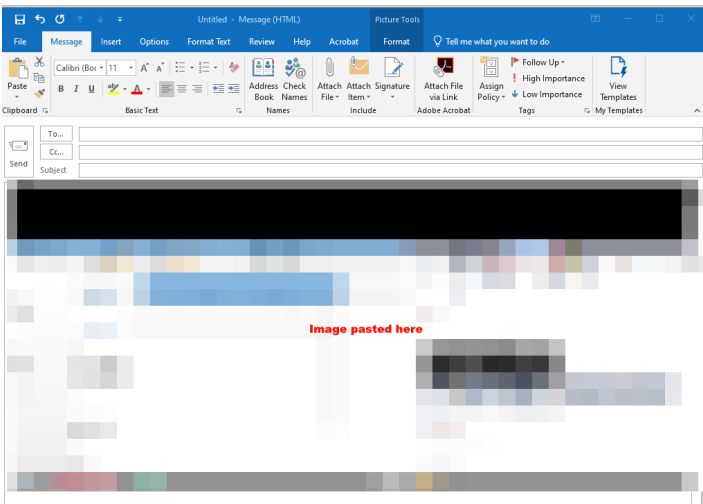 Untitled - Message (HTML)
Picture Tools
File Message Insert Options Format Text Review Help Acrobat Format Tell me what you want to do
Paste
Calibri (Boc 11 A A
B I U A
Address Book
Check Names
Attach File
Attach Item
Signature
Attach File via Link
Assign Policy
Follow Up
High Importance
Low Importance
View Templates
Clipboard Basic Text Names Include Adobe Acrobat Tags My Templates
Send
To...
Cc...
Subject
Image pasted here